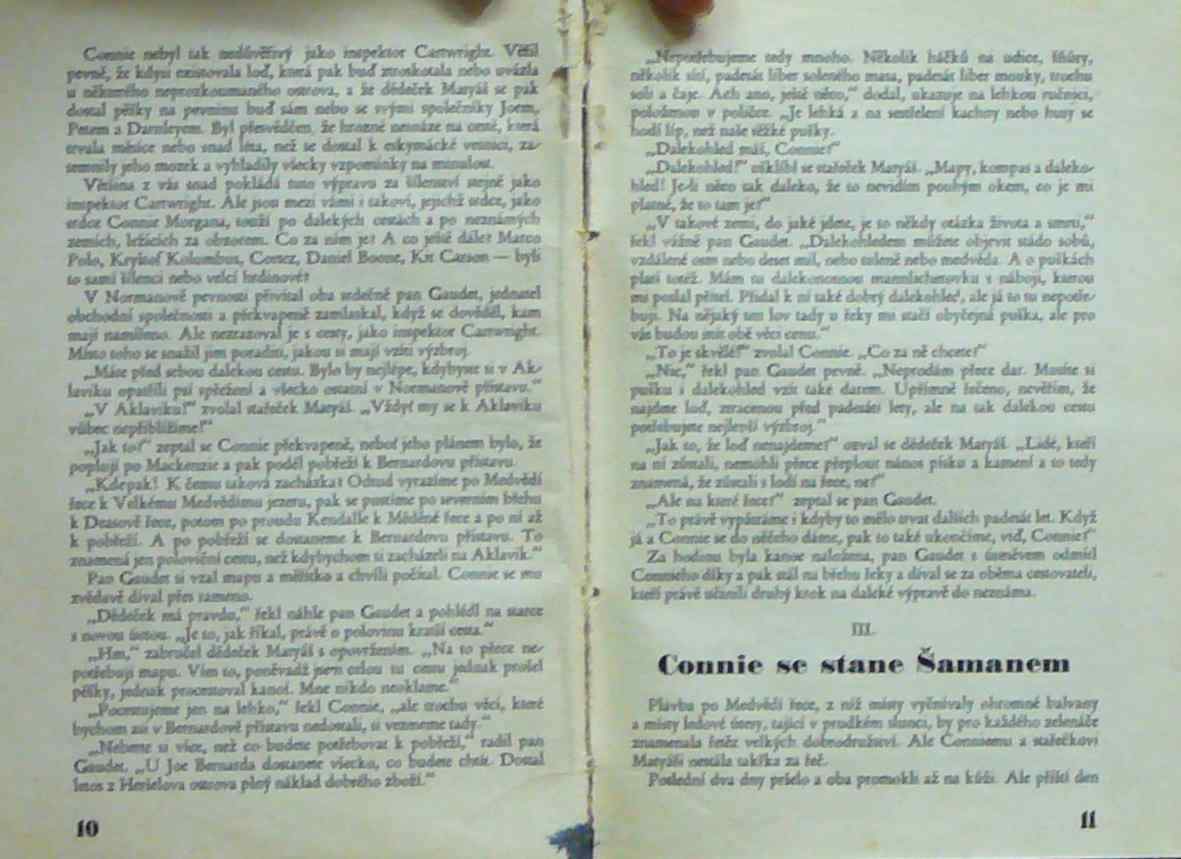 Connie nebyl tak nedůvěřivý jako inspektor Cartwright. Věřil
pevně, že kdysi existovala loď, která pak buď ztroskotala nebo uvázla
u některého neprozkoumaného ostrova, a že dědeček Matyáš se pak
dostal pěšky na pevninu buď sám nebo se svými společníky Joem,
Petem a Darnleyem. Byl přesvědčen, že hrozné nesnáze na cestě, která
trvala měsíce nebo snad léta, než se dostal k eskymácké vesnici, za-
temnily jeho mozek a vyhladily všecky vzpomínky na minulost.
Většina z vás snad pokládá tuto výpravu za šílenství stejně jako
inspektor Cartwright. Ale jsou mezi vámi i takoví, jejichž srdce, jako
srdce Connie Morgana, touží po dalekých cestách a po neznámých
zemích, ležících za obzorem. Co za ním je? A co ještě dále? Marco
Polo, Kryštof Kolumbus, Cortez, Daniel Boone, Kit Carson — byli
to samí šílenci nebo velcí hrdinové?
V Normanově pevnosti přivítal oba srdečně pan Gaudet, jednatel
obchodní společnosti a překvapeně zamlaskal, když se dověděl, kam
mají namířeno. Ale nezrazoval je s cesty, jako inspektor Cartwright.
Místo toho se snažil jim poraditi, jakou si mají vzíti výzbroj.
„Máte před sebou dalekou cestu. Bylo by nejlépe, kdybyste si v Ak-
laviku opatřili psí spřežení a všecko ostatní v Normanově přístavu."
„V Aklaviku?" zvolal stařeček Matyáš. „Vždyť my se k Aklaviku
vůbec nepřiblížíme!"
„Jak to?" zeptal se Connie překvapeně, neboť jeho plánem bylo, že
poplují po Mackenzie a pak podél pobřeží k Bernardovu přístavu.
„Kdepak! K čemu taková zacházka? Odtud vyrazíme po Medvědí
řece k Velkému Medvědímu jezeru, pak se pustíme po severním břehu
k Deasově řece, potom po proudu Kendalle k Měděné řece a po ní až
k pobřeží. A po pobřeží se dostaneme k Bernardovu přístavu. To
znamená jen poloviční cestu, než kdybychom si zacházeli na Aklavik."
Pan Gaudet si vzal mapu a měřítko a chvíli počítal. Connie se mu
zvědavě díval přes rameno.
„Dědeček má pravdu," řekl náhle pan Gaudet a pohlédl na starce
s novou úctou. „Je to, jak říkal, právě o polovinu kratší cesta."
„Hm," zabručel dědeček Matyáš s opovržením. „Na to přece ne-
potřebuji mapu. Vím to, poněvadž jsem celou tu cestu jednak prošel
pěšky, jednak procestoval kanoí. Mne nikdo neoklame."
„Pocestujeme jen na lehko," řekl Connie, „ale trochu věcí, které
bychom asi v Bernardově přístavu nedostali, si vezmeme tady."
„Neberte si více, než co budete potřebovat k pobřeží," radil pan
Gaudet. „U Joe Bernarda dostanete všecko, co budete chtít. Dostal
letos z Heršelova ostrova plný náklad dobrého zboží."
10
„Nepotřebujeme tedy mnoho. Několik háčků na udice, šňůry,
několik sítí, padesát liber soleného masa, padesát liber mouky, trochu
soli a čaje. Ach ano, ještě něco," dodal, ukazuje na lehkou ručnici,
položenou v poličce. „Je lehká a na sestřelení kachny nebo husy se
hodí líp, než naše těžké pušky.
„Dalekohled máš, Connie?"
„Dalekohled!" ušklíbl se stařeček Matyáš. „Mapy, kompas a daleko-
hled! Je-li něco tak daleko, že to nevidím pouhým okem, co je mi
platné, že to tam je?"
„V takové zemi, do jaké jdete, je to někdy otázka života a smrti,"
řekl vážně pan Gaudet. „Dalekohledem můžete objevit stádo sobů,
vzdálené osm nebo deset mil, nebo tuleně nebo medvěda. A o puškách
platí totéž. Mám tu dalekonosnou mannlicherovku s náboji, kterou
mi poslal přítel. Přidal k ní také dobrý dalekohled, ale já to tu nepotře-
buji. Na nějaký ten lov tady u řeky mi stačí obyčejná puška, ale pro
vás budou mít obě věci cenu."
„To je skvělé!" zvolal Connie. „Co za ně chcete?"
„Nic," řekl pan Gaudet pevně. „Neprodám přece dar. Musíte si
pušku i dalekohled vzít také darem. Upřímně řečeno, nevěřím, že
najdete loď, ztracenou před padesáti lety, ale na tak dalekou cestu
potřebujete nejlepší výzbroj."
„Jak to, že loď nenajdeme?" ozval se dědeček Matyáš. „Lidé, kteří
na ní zůstali, nemohli přece přeplout nános písku a kamení a to tedy
znamená, že zůstali s lodí na řece, ne?"
„Ale na které řece?" zeptal se pan Gaudet.
„To právě vypátráme i kdyby to mělo trvat dalších padesát let. Když
já a Connie se do něčeho dáme, pak to také ukončíme, viď, Connie?"
Za hodinu byla kanoe naložena, pan Gaudet s úsměvem odmítl
Connieho díky a pak stál na břehu řeky a díval se za oběma cestovateli,
kteří právě učinili druhý krok na daleké výpravě do neznáma.
III.
Connie se stane Šamanem
Plavba po Medvědí řece, z níž místy vyčnívaly ohromné balvany
a místy ledové útesy, tající v prudkém slunci, by pro každého zelenáče
znamenala řetěz velkých dobrodružství. Ale Conniemu a stařečkovi
Matyáši nestála takřka za řeč.
Poslední dva dny pršelo a oba promokli až na kůži. Ale příští den
11